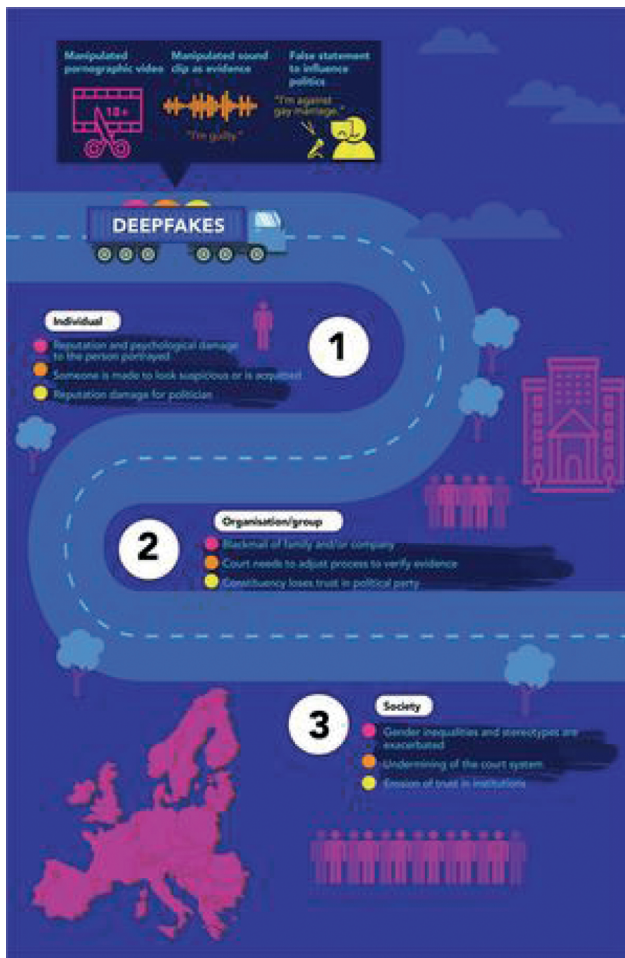 Manipulated
pornographic video
Manipulated sound
clip as evidence
False statement
to influence
politics
18+
"I'm guilty."
"I'm against
gay marriage."
DEEPFAKES
Individual
1
Reputation and psychological damage
to the person portrayed
Someone is made to look suspicious or is acquitted
Reputation damage for politician
Organisation/group
2
Blackmail of family and/or company
Court needs to adjust process to verify evidence
Constituency loses trust in political party
Society
3
Gender inequalities and stereotypes are
exacerbated
Undermining of the court system
Erosion of trust in institutions